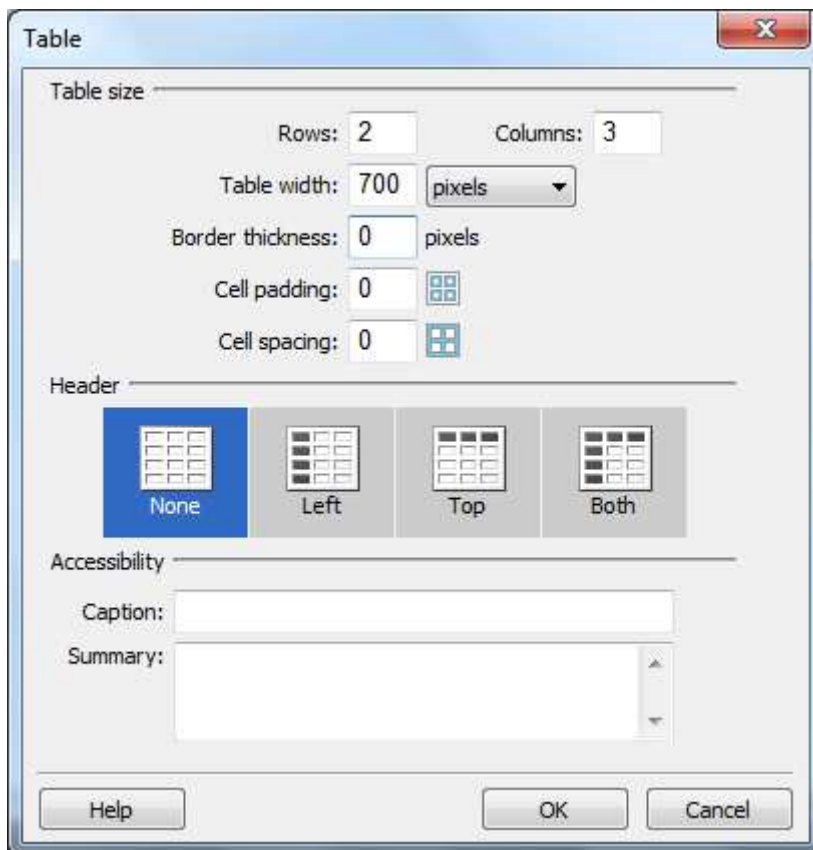 Table
Table size
Rows: 2 Columns: 3
Table width: 700 pixels
Border thickness: 0 pixels
Cell padding: 0
Cell spacing: 0
Header
None Left Top Both
Accessibility
Caption:
Summary:
Help OK Cancel